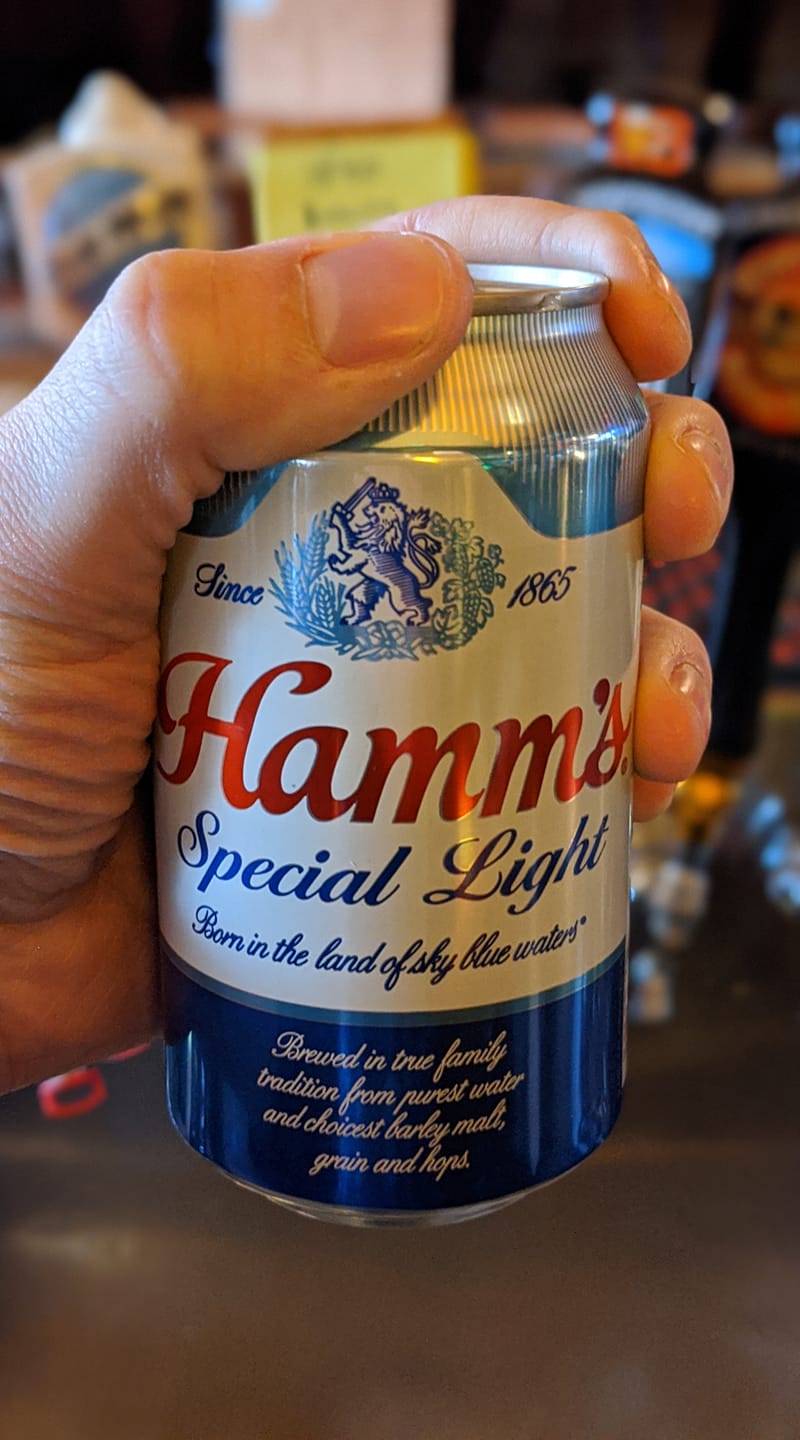 Since 1865
Hamm's®
Special Light
Born in the land of sky blue waters®
Brewed in true family
tradition from purest water
and choicest barley malt,
grain and hops.